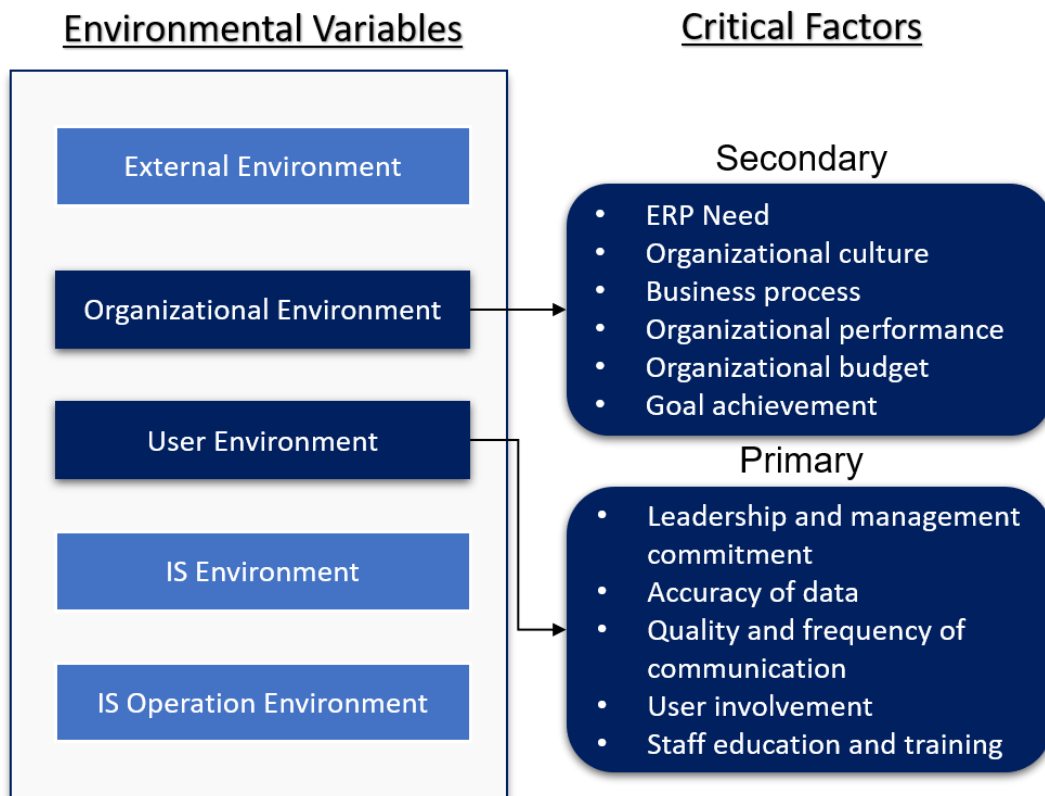 Environmental Variables
External Environment
Organizational Environment
User Environment
IS Environment
IS Operation Environment
Critical Factors
Secondary
• ERP Need
• Organizational culture
• Business process
• Organizational performance
• Organizational budget
• Goal achievement
Primary
• Leadership and management
commitment
• Accuracy of data
• Quality and frequency of
communication
• User involvement
• Staff education and training